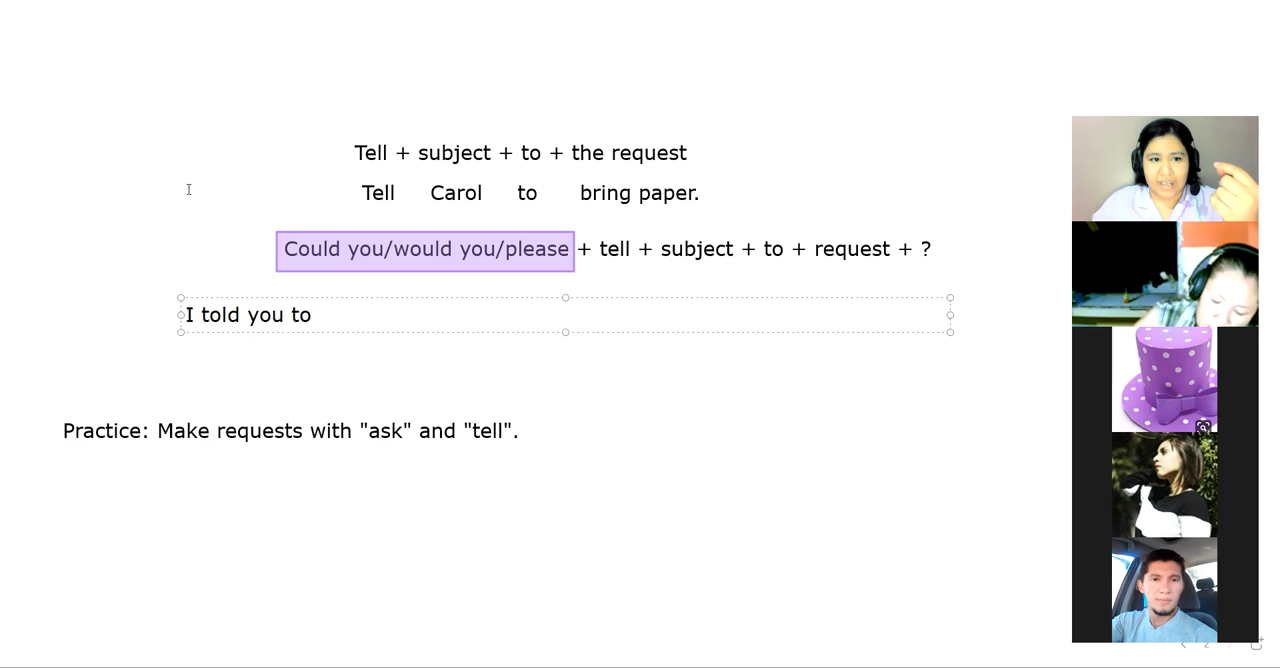 Tell + subject + to + the request
Tell Carol to bring paper.
Could you/would you/please + tell + subject + to + request + ?
I told you to
Practice: Make requests with "ask" and "tell".